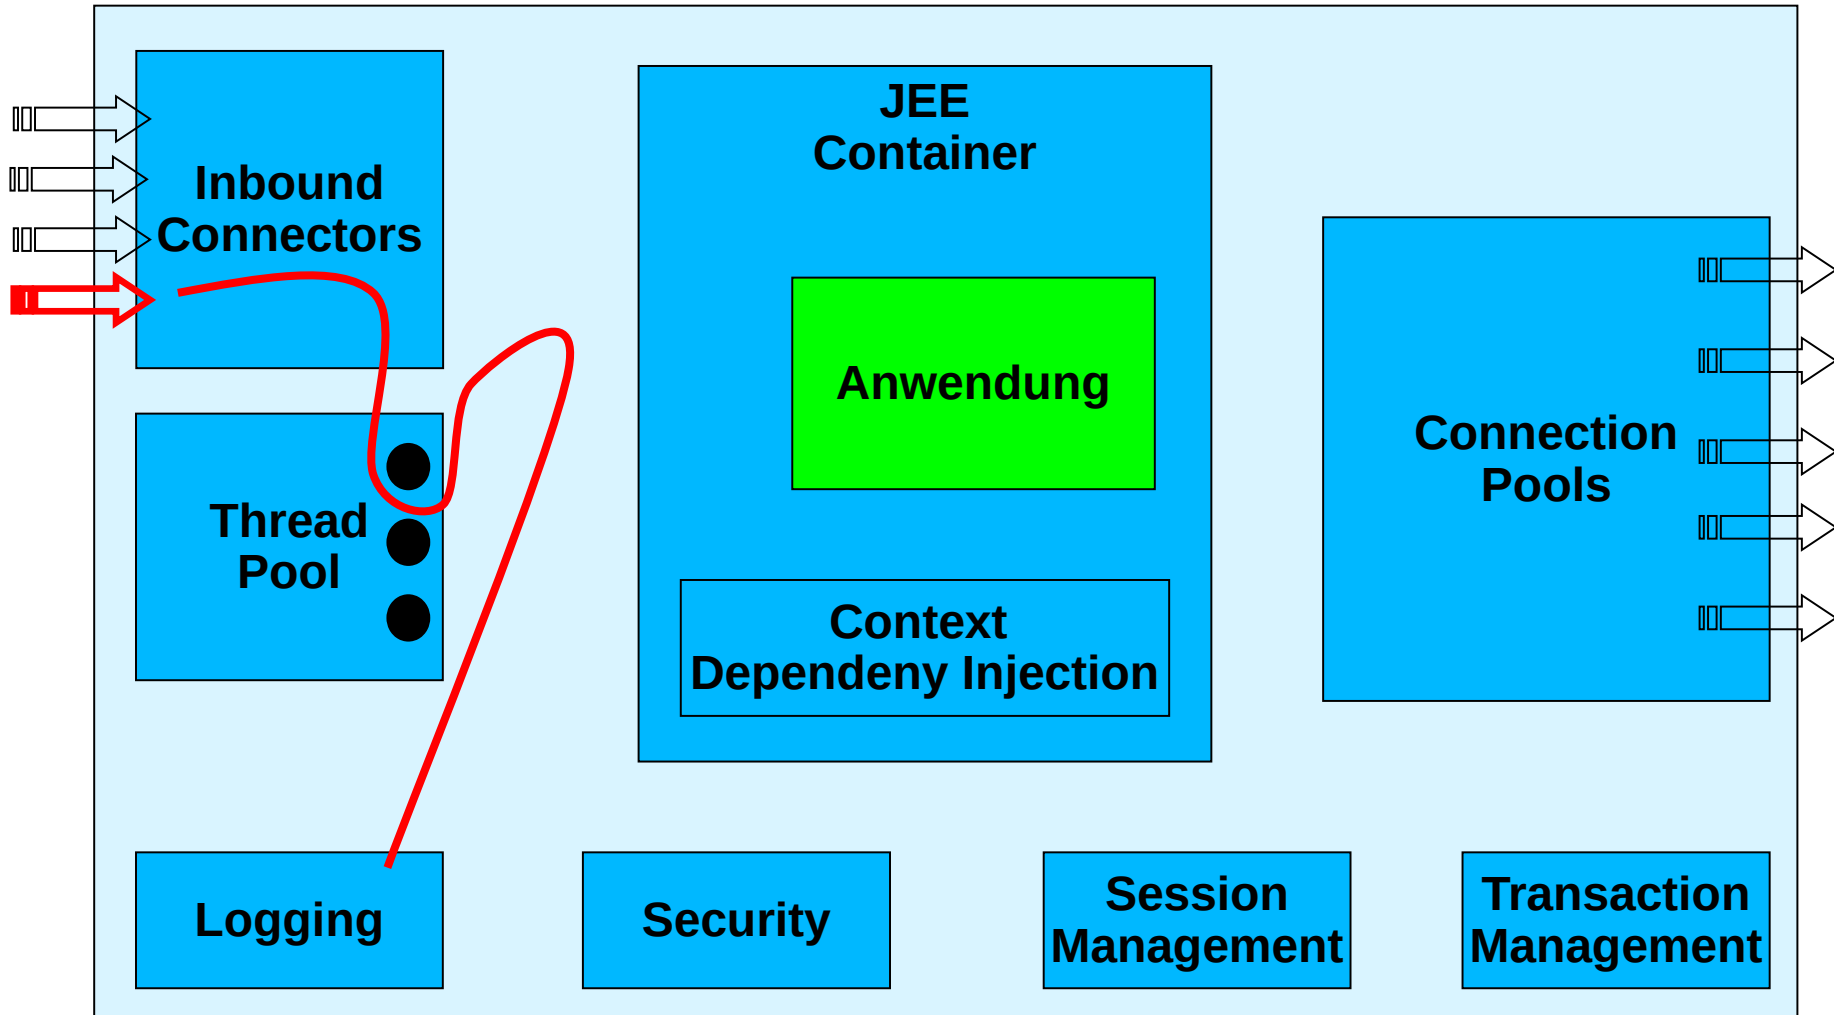 Inbound
Connectors
JEE
Container
Anwendung
Connection
Pools
Thread
Pool
Context
Dependeny Injection
Logging
Security
Session
Management
Transaction
Management